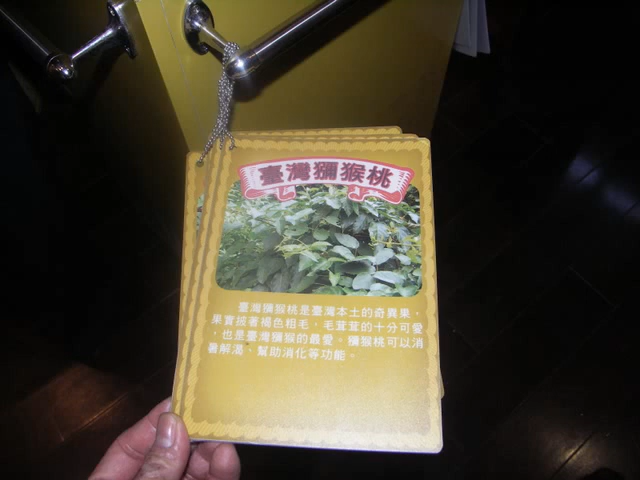 臺灣獼猴桃
臺灣獼猴桃是臺灣本土的奇異果，
果實披著褐色粗毛，毛茸茸的十分可愛
，也是臺灣獼猴的最愛。獼猴桃可以消
暑解渴、幫助消化等功能。